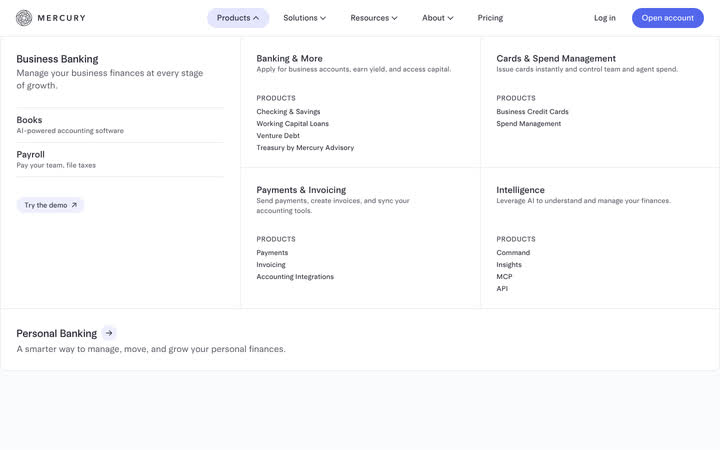 MERCURY
Products
Solutions
Resources
About
Pricing
Log in
Open account
Business Banking
Manage your business finances at every stage
of growth.
Books
AI-powered accounting software
Payroll
Pay your team, file taxes
Try the demo
Banking & More
Apply for business accounts, earn yield, and access capital.
PRODUCTS
Checking & Savings
Working Capital Loans
Venture Debt
Treasury by Mercury Advisory
Cards & Spend Management
Issue cards instantly and control team and agent spend.
PRODUCTS
Business Credit Cards
Spend Management
Payments & Invoicing
Send payments, create invoices, and sync your
accounting tools.
PRODUCTS
Payments
Invoicing
Accounting Integrations
Intelligence
Leverage AI to understand and manage your finances.
PRODUCTS
Command
Insights
MCP
API
Personal Banking
A smarter way to manage, move, and grow your personal finances.